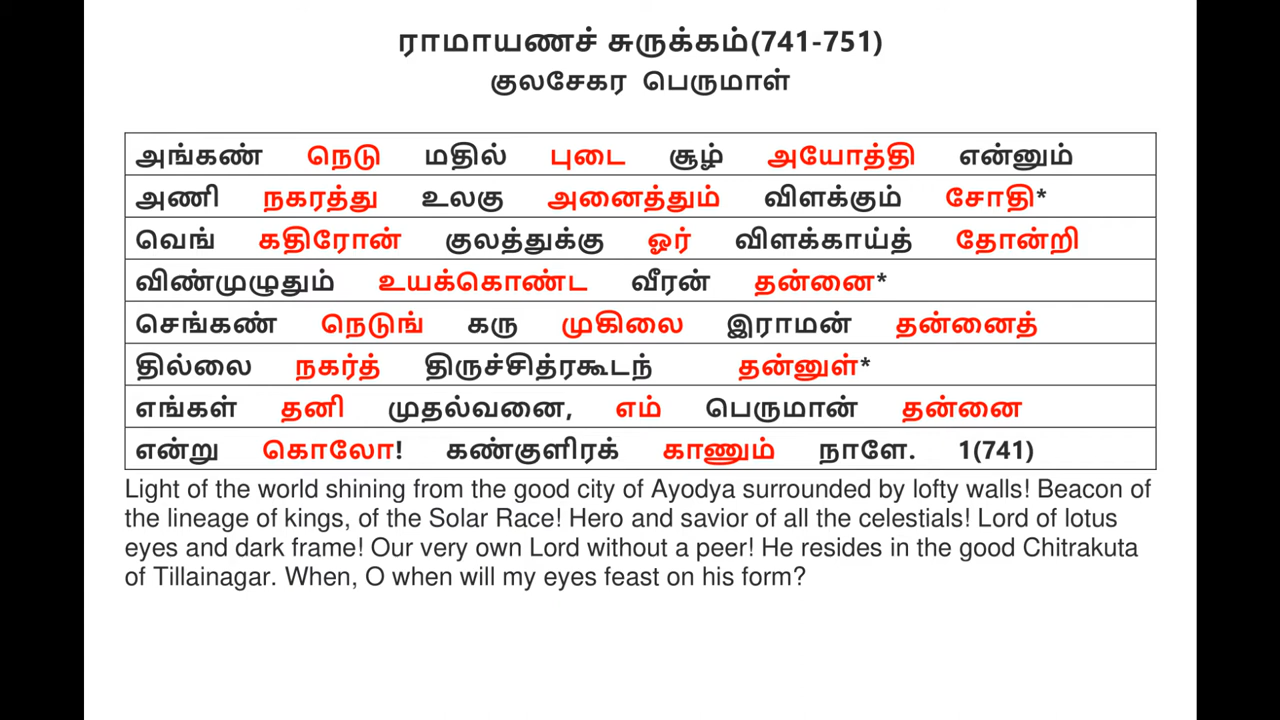 ராமாயணச் சுருக்கம்(741-751)
குலசேகர பெருமாள்
அங்கண் நெடு மதில் புடை சூழ் அயோத்தி என்னும்
அணி நகரத்து உலகு அனைத்தும் விளக்கும் சோதி*
வெங் கதிரோன் குலத்துக்கு ஓர் விளக்காய்த் தோன்றி
விண்முழுதும் உயக்கொண்ட வீரன் தன்னை*
செங்கண் நெடுங் கரு முகிலை இராமன் தன்னைத்
தில்லை நகர்த் திருச்சித்ரகூடந் தன்னுள்*
எங்கள் தனி முதல்வனை, எம் பெருமான் தன்னை
என்று கொலோ! கண்குளிரக் காணும் நாளே. 1(741)
Light of the world shining from the good city of Ayodya surrounded by lofty walls! Beacon of
the lineage of kings, of the Solar Race! Hero and savior of all the celestials! Lord of lotus
eyes and dark frame! Our very own Lord without a peer! He resides in the good Chitrakuta
of Tillainagar. When, O when will my eyes feast on his form?